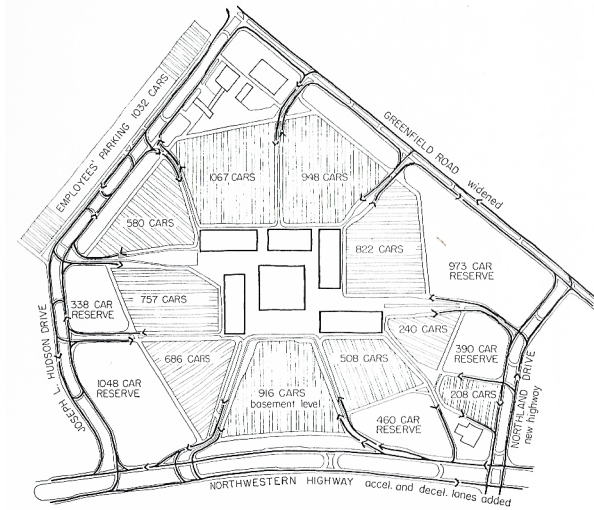 EMPLOYEES' PARKING 1032 CARS
GREENFIELD ROAD widened
1067 CARS
948 CARS
580 CARS
822 CARS
973 CAR
RESERVE
338 CAR
RESERVE
757 CARS
240 CARS
390 CAR
RESERVE
686 CARS
508 CARS
1048 CAR
RESERVE
916 CARS
basement level
208 CARS
460 CAR
RESERVE
JOSEPH L. HUDSON DRIVE
NORTHLAND DRIVE
new highway
NORTHWESTERN HIGHWAY accel. and decel. lanes added